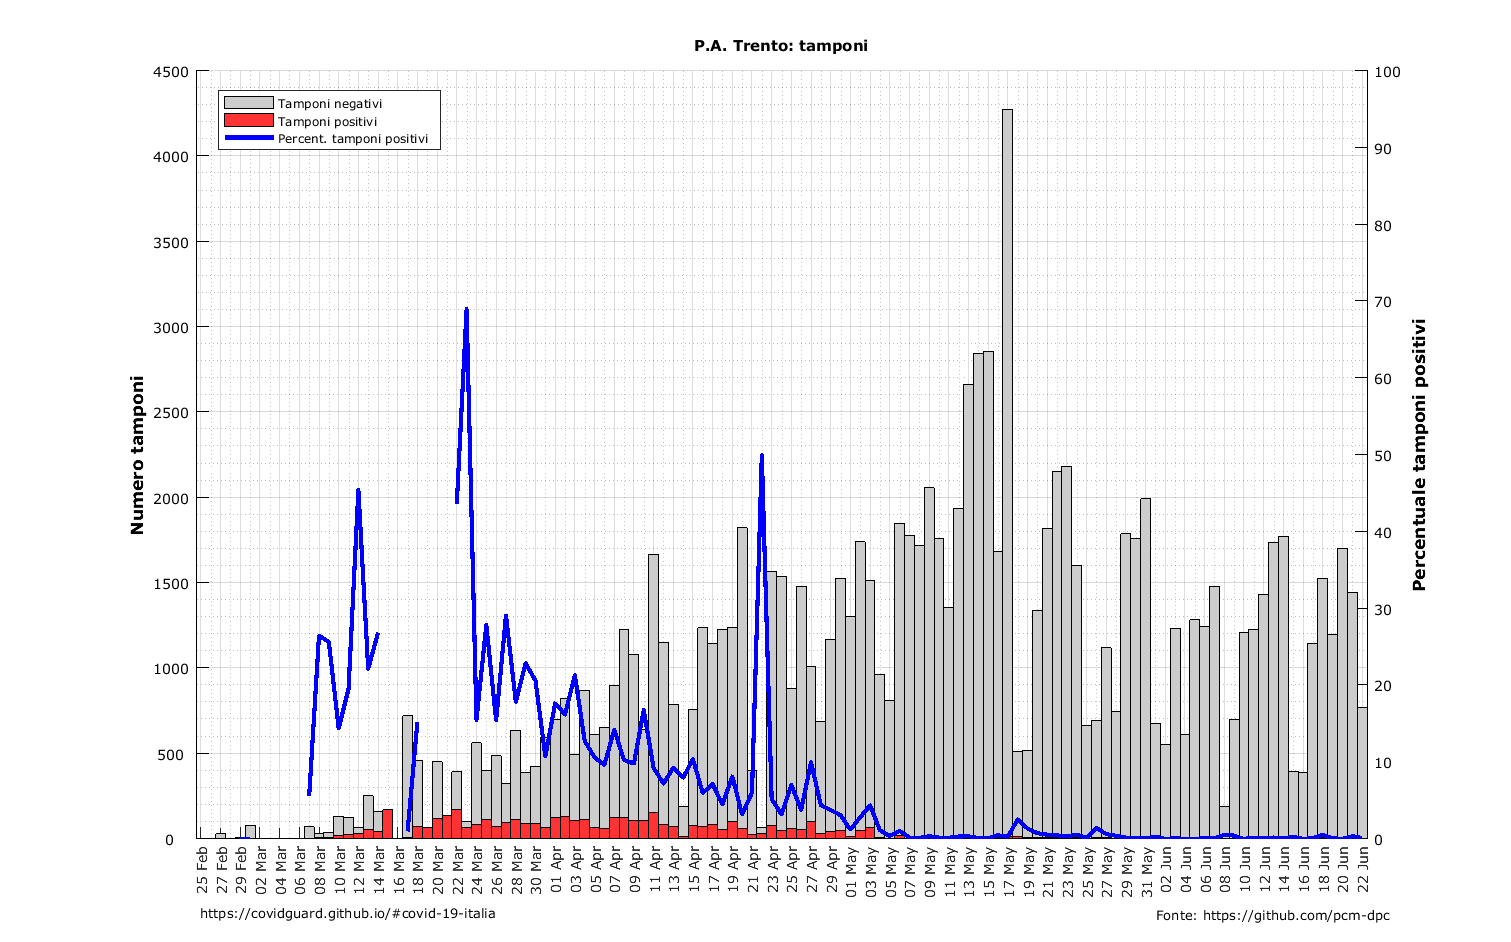 P.A. Trento: tamponi
Tamponi negativi
Tamponi positivi
Percent. tamponi positivi
Numero tamponi
4500
4000
3500
3000
2500
2000
1500
1000
500
0
100
90
80
70
60
50
40
30
20
10
0
Percentuale tamponi positivi
25 Feb
27 Feb
29 Feb
02 Mar
04 Mar
06 Mar
08 Mar
10 Mar
12 Mar
14 Mar
16 Mar
18 Mar
20 Mar
22 Mar
24 Mar
26 Mar
28 Mar
30 Mar
01 Apr
03 Apr
05 Apr
07 Apr
09 Apr
11 Apr
13 Apr
15 Apr
17 Apr
19 Apr
21 Apr
23 Apr
25 Apr
27 Apr
29 Apr
01 May
03 May
05 May
07 May
09 May
11 May
13 May
15 May
17 May
19 May
21 May
23 May
25 May
27 May
29 May
31 May
02 Jun
04 Jun
06 Jun
08 Jun
10 Jun
12 Jun
14 Jun
16 Jun
18 Jun
20 Jun
22 Jun
https://covidguard.github.io/#covid-19-italia
Fonte: https://github.com/pcm-dpc